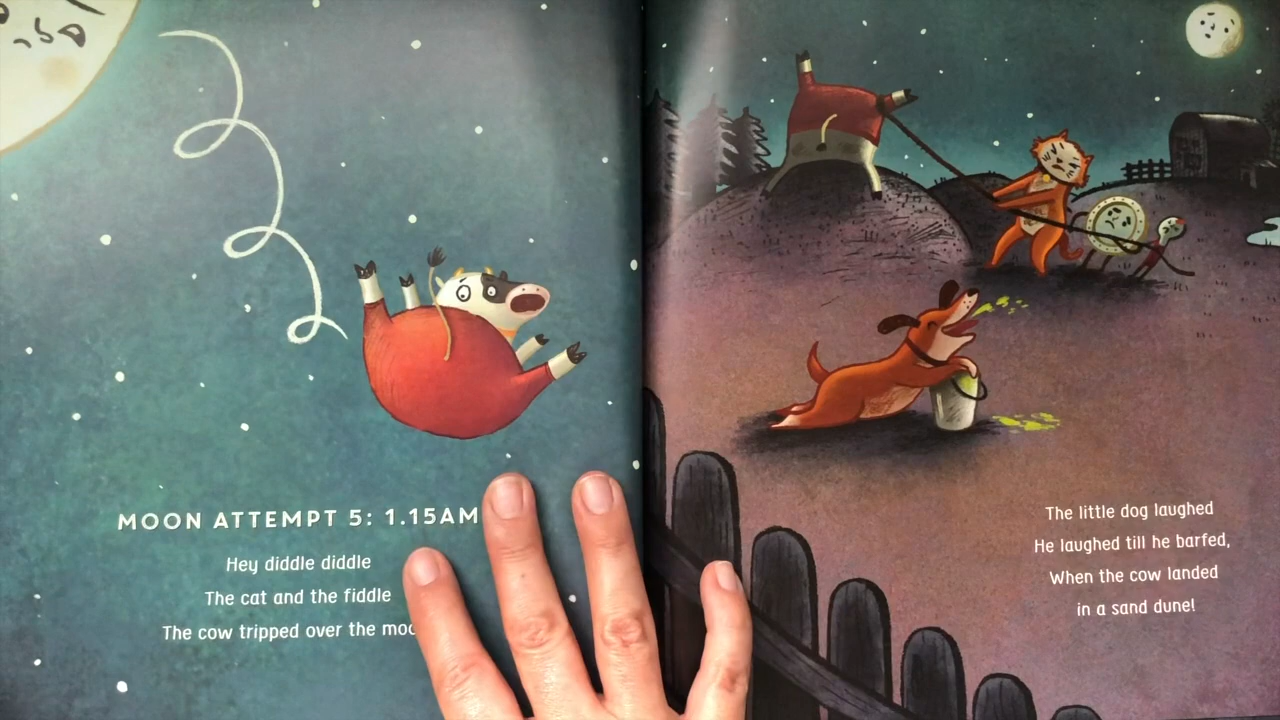 MOON ATTEMPT 5: 1.15AM
Hey diddle diddle
The cat and the fiddle
The cow tripped over the
The little dog laughed
He laughed till he barfed,
When the cow landed
in a sand dune!